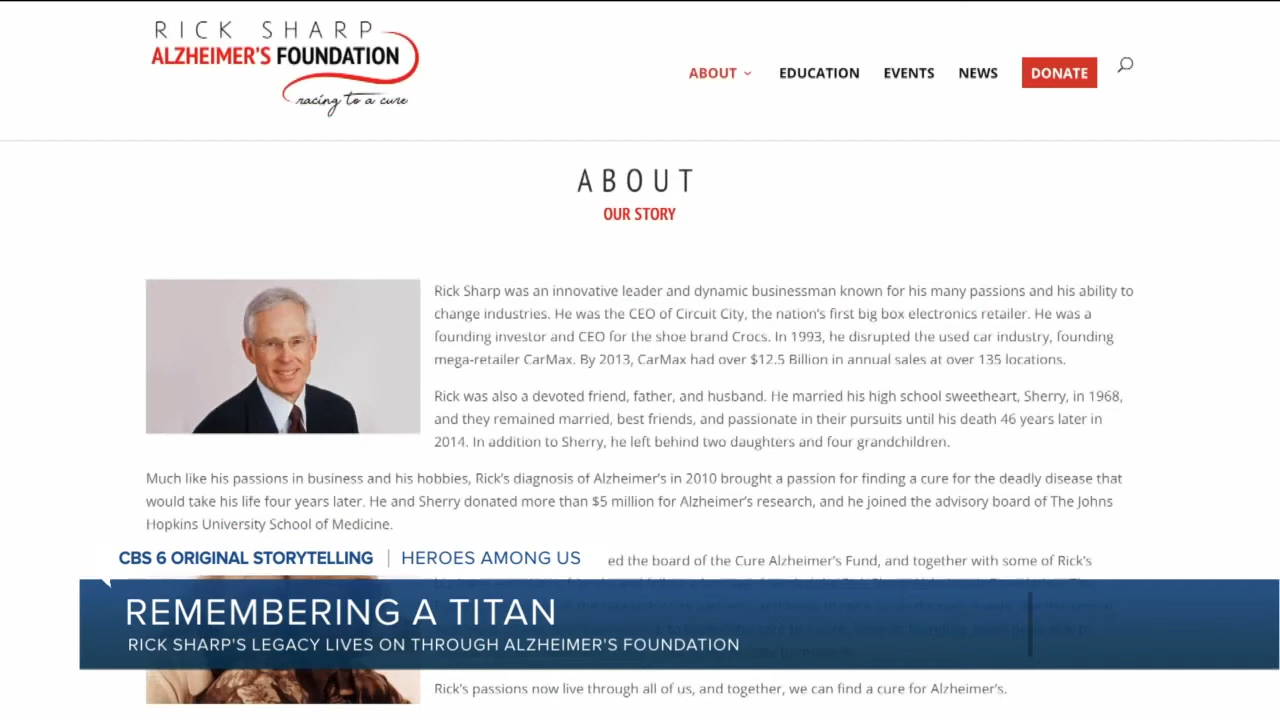 RICK SHARP
ALZHEIMER'S FOUNDATION
racing to a cure
ABOUT
EDUCATION
EVENTS
NEWS
DONATE
ABOUT
OUR STORY
Rick Sharp was an innovative leader and dynamic businessman known for his many passions and his ability to
change industries. He was the CEO of Circuit City, the nation's first big box electronics retailer. He was a
founding investor and CEO for the shoe brand Crocs. In 1993, he disrupted the used car industry, founding
mega-retailer CarMax. By 2013, CarMax had over $12.5 Billion in annual sales at over 135 locations.
Rick was also a devoted friend, father, and husband. He married his high school sweetheart, Sherry, in 1968,
and they remained married, best friends, and passionate in their pursuits until his death 46 years later in
2014. In addition to Sherry, he left behind two daughters and four grandchildren.
Much like his passions in business and his hobbies, Rick's diagnosis of Alzheimer's in 2010 brought a passion for finding a cure for the deadly disease that
would take his life four years later. He and Sherry donated more than $5 million for Alzheimer's research, and he joined the advisory board of The Johns
Hopkins University School of Medicine.
ed the board of the Cure Alzheimer's Fund, and together with some of Rick's
CBS 6 ORIGINAL STORYTELLING | HEROES AMONG US
REMEMBERING A TITAN
RICK SHARP'S LEGACY LIVES ON THROUGH ALZHEIMER'S FOUNDATION
Rick's passions now live through all of us, and together, we can find a cure for Alzheimer's.